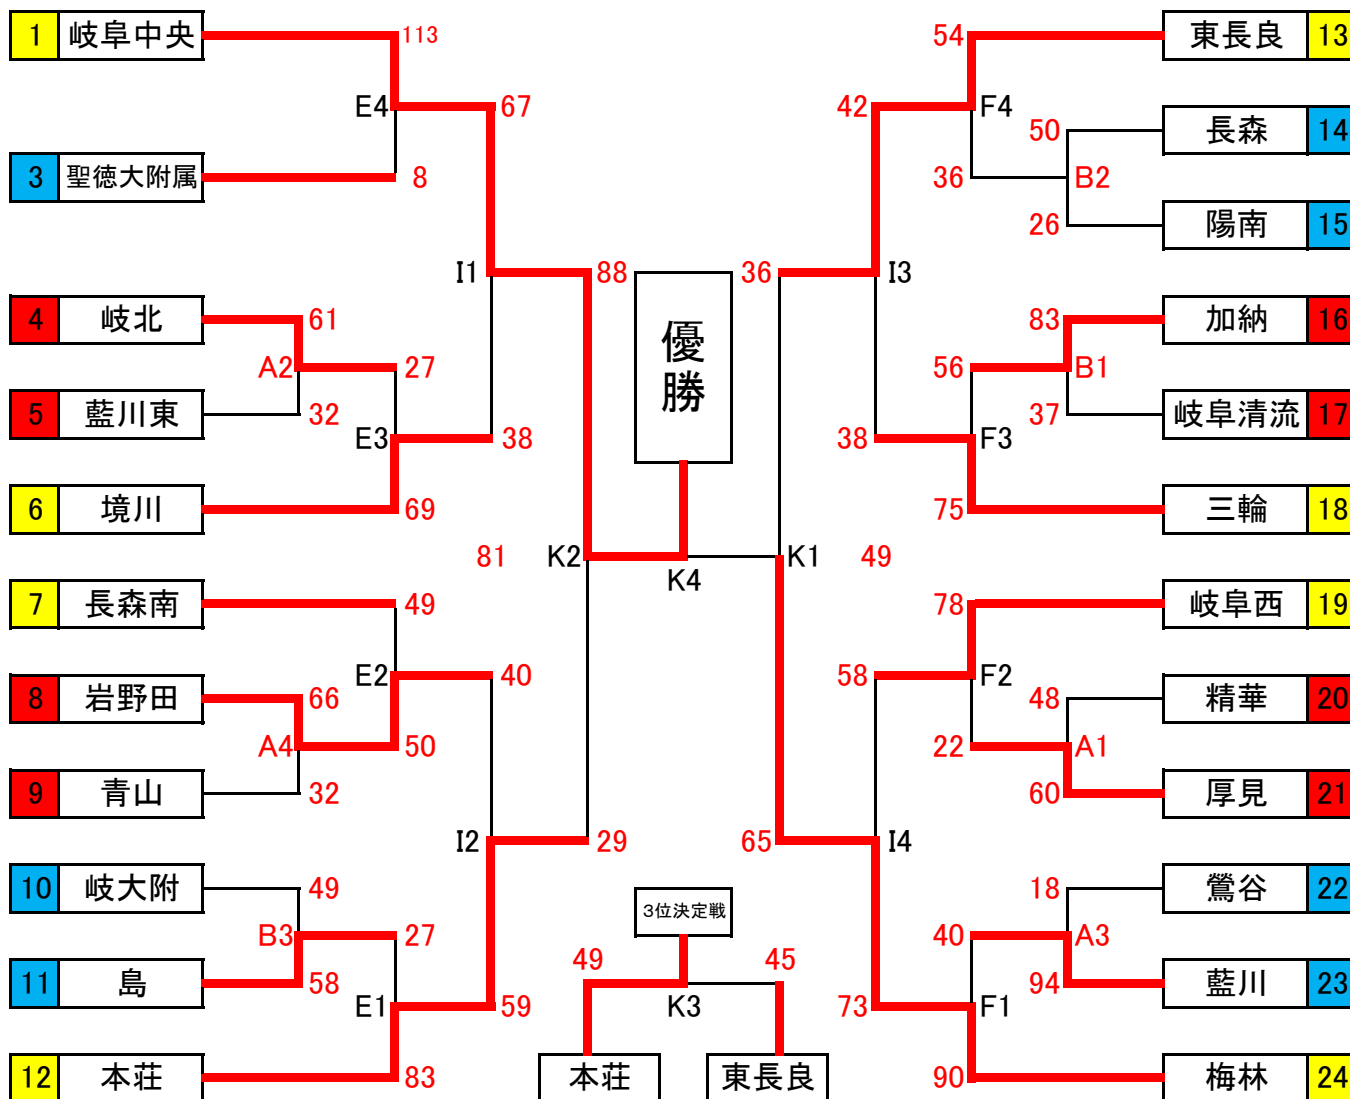 1 岐阜中央 113 54 東長良 13
E4 67 42 F4
50 長森 14
3 聖徳大附属 8 36 B2
26 陽南 15
I1 88 36 I3
4 岐北 61 優勝 83 加納 16
A2 27 56 B1
5 藍川東 32 37 岐阜清流 17
E3 38 38 F3
6 境川 69 75 三輪 18
81 K2 K4 K1 49
7 長森南 49 78 岐阜西 19
E2 40 58 F2
8 岩野田 66 48 精華 20
A4 50 22 A1
9 青山 32 60 厚見 21
I2 29 65 I4
10 岐大附 49 3位決定戦 18 鶯谷 22
B3 27 40 A3
49 45
11 島 58 94 藍川 23
E1 59 K3 73 F1
12 本荘 83 本荘 東長良 90 梅林 24